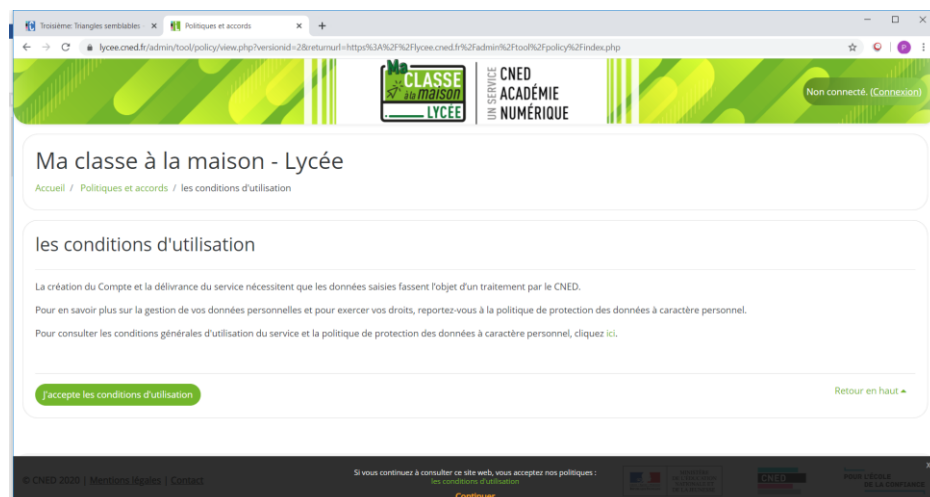 Troisième: Triangles semblables
Politiques et accords
lycee.cned.fr/admin/tool/policy/view.php?versionid=2&returnurl=https%3A%2F%2Flycee.cned.fr%2Fadmin%2Ftool%2Fpolicy%2Findex.php
P
Ma
CLASSE
à la maison
LYCÉE
UN SERVICE
CNED
ACADÉMIE
NUMÉRIQUE
Non connecté. (Connexion)
Ma classe à la maison - Lycée
Accueil / Politiques et accords / les conditions d'utilisation
les conditions d'utilisation
La création du Compte et la délivrance du service nécessitent que les données saisies fassent l'objet d'un traitement par le CNED.
Pour en savoir plus sur la gestion de vos données personnelles et pour exercer vos droits, reportez-vous à la politique de protection des données à caractère personnel.
Pour consulter les conditions générales d'utilisation du service et la politique de protection des données à caractère personnel, cliquez ici.
J'accepte les conditions d'utilisation
Retour en haut
Si vous continuez à consulter ce site web, vous acceptez nos politiques :
les conditions d'utilisation
Continuer
x
© CNED 2020 | Mentions légales | Contact
CNED
POUR L'ÉCOLE
DE LA CONFIANCE